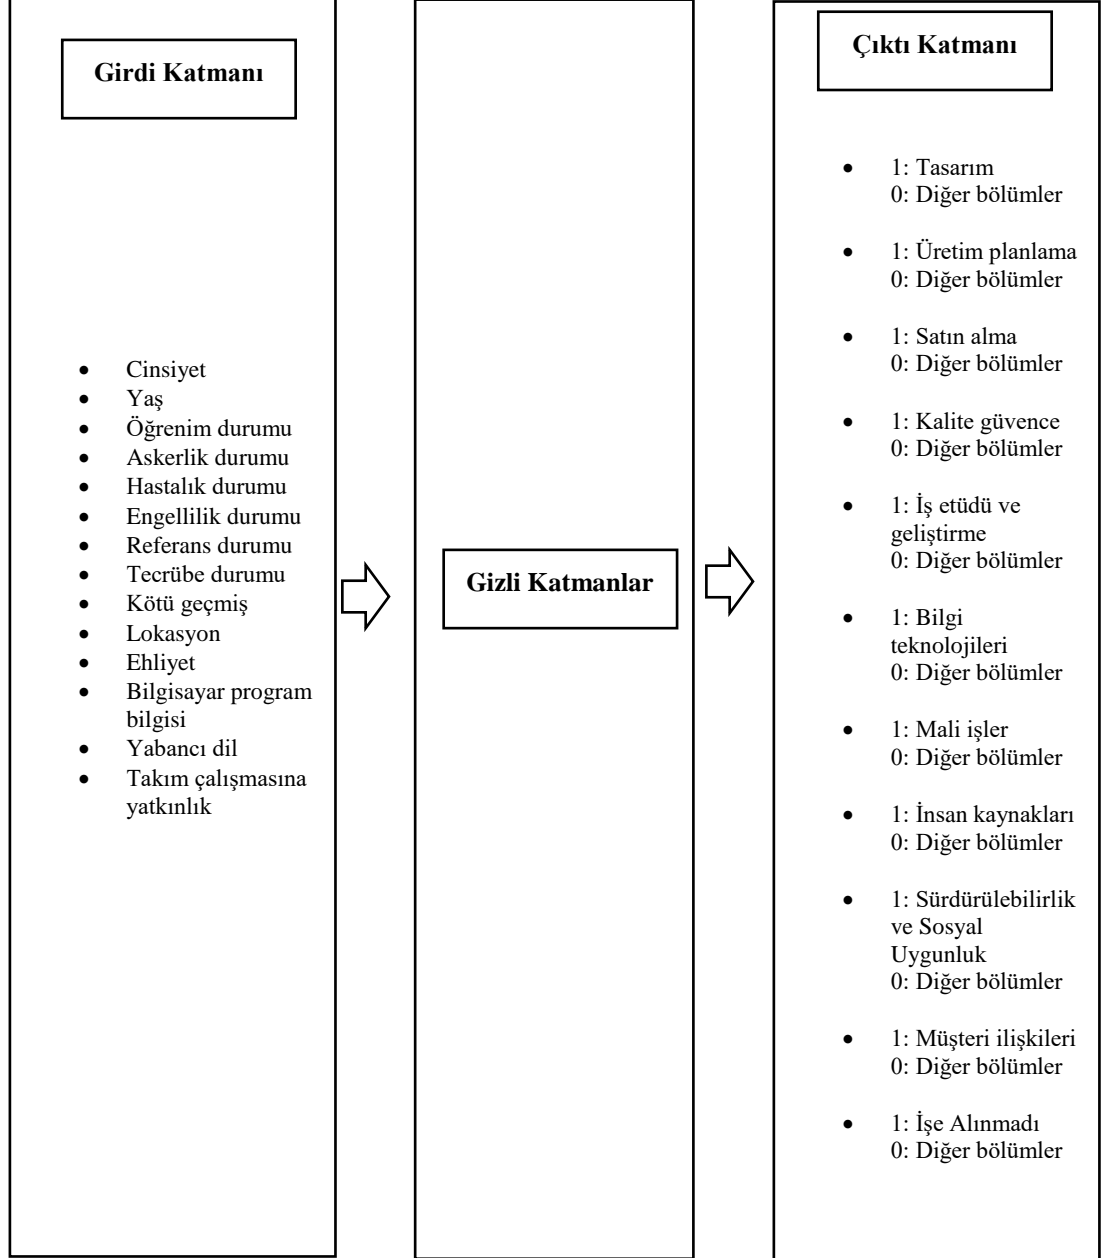 Girdi Katmanı
• Cinsiyet
• Yaş
• Öğrenim durumu
• Askerlik durumu
• Hastalık durumu
• Engellilik durumu
• Referans durumu
• Tecrübe durumu
• Kötü geçmiş
• Lokasyon
• Ehliyet
• Bilgisayar program
bilgisi
• Yabancı dil
• Takım çalışmasına
yatkınlık
Gizli Katmanlar
Çıktı Katmanı
• 1: Tasarım
0: Diğer bölümler
• 1: Üretim planlama
0: Diğer bölümler
• 1: Satın alma
0: Diğer bölümler
• 1: Kalite güvence
0: Diğer bölümler
• 1: İş etüdü ve
geliştirme
0: Diğer bölümler
• 1: Bilgi
teknolojileri
0: Diğer bölümler
• 1: Mali işler
0: Diğer bölümler
• 1: İnsan kaynakları
0: Diğer bölümler
• 1: Sürdürülebilirlik
ve Sosyal
Uygunluk
0: Diğer bölümler
• 1: Müşteri ilişkileri
0: Diğer bölümler
• 1: İşe Alınmadı
0: Diğer bölümler